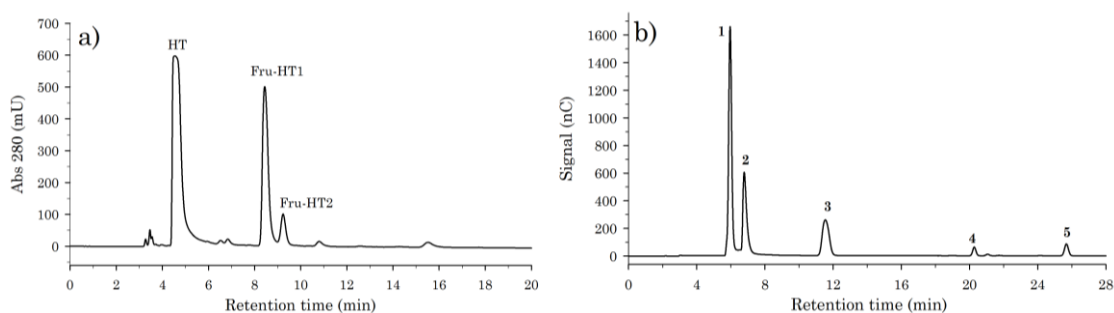 a)
Abs 280 (mU)
700
600
500
400
300
200
100
0
HT
Fru-HT1
Fru-HT2
0 2 4 6 8 10 12 14 16 18 20
Retention time (min)
b)
Signal (nC)
1600
1400
1200
1000
800
600
400
200
0
1
2
3
4
5
0 4 8 12 16 20 24 28
Retention time (min)